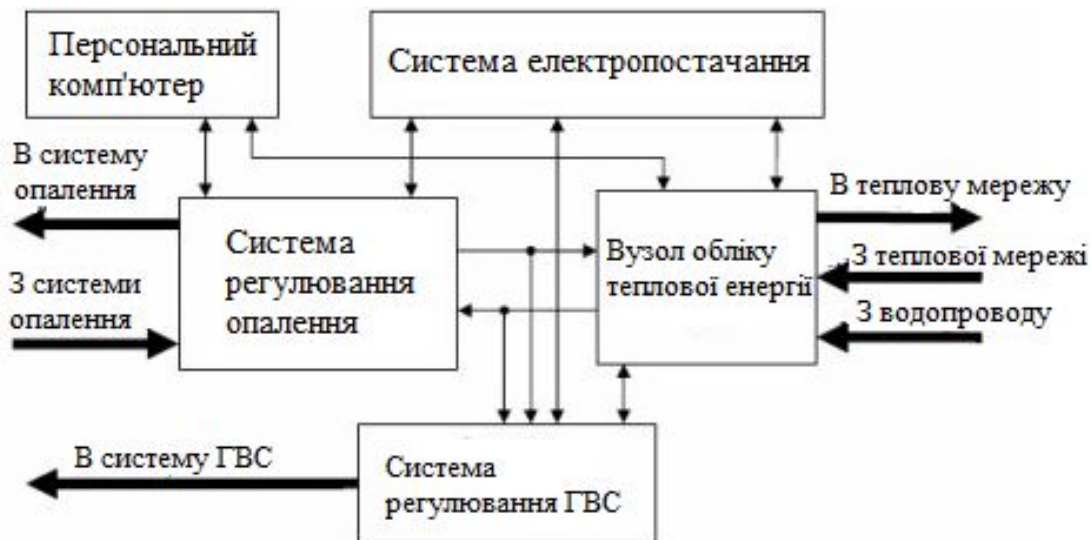 Персональний
комп'ютер
Система електропостачання
В систему
опалення
З системи
опалення
Система
регулювання
опалення
Вузол обліку
теплової енергії
В теплову мережу
З теплової мережі
З водопроводу
В систему ГВС
Система
регулювання ГВС